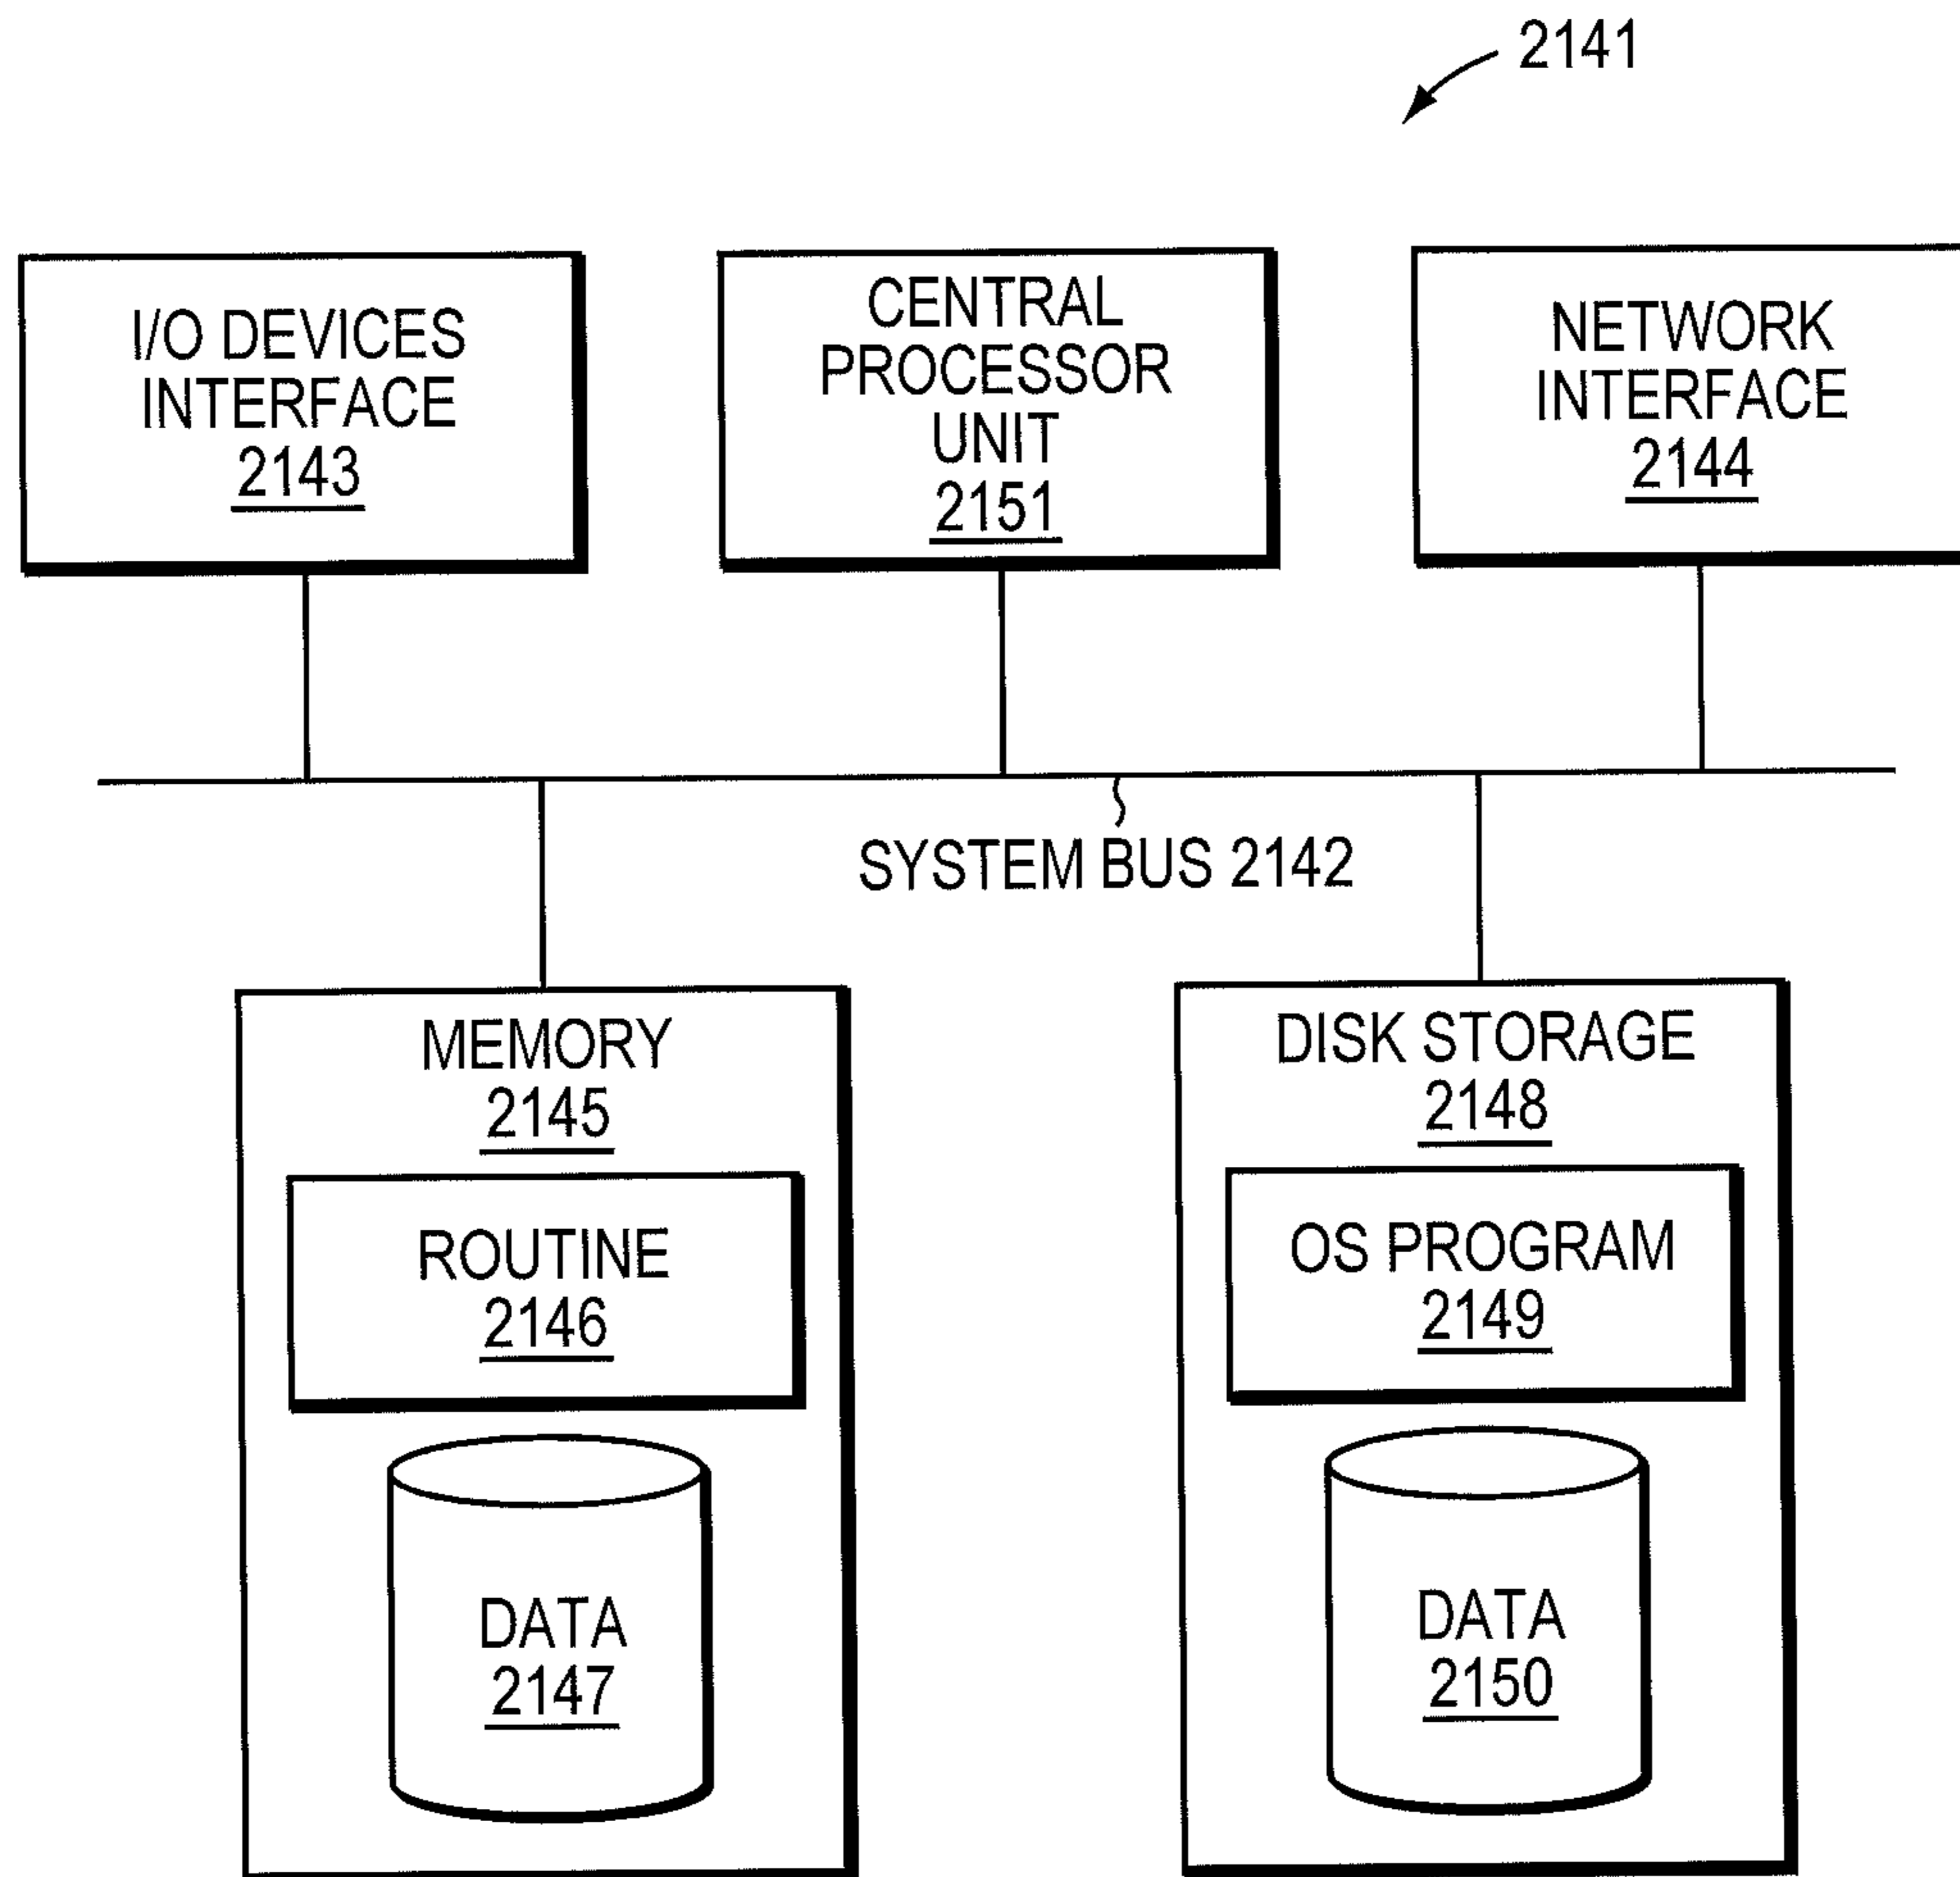 2141
I/O DEVICES
INTERFACE
2143
CENTRAL
PROCESSOR
UNIT
2151
NETWORK
INTERFACE
2144
SYSTEM BUS 2142
MEMORY
2145
ROUTINE
2146
DATA
2147
DISK STORAGE
2148
OS PROGRAM
2149
DATA
2150